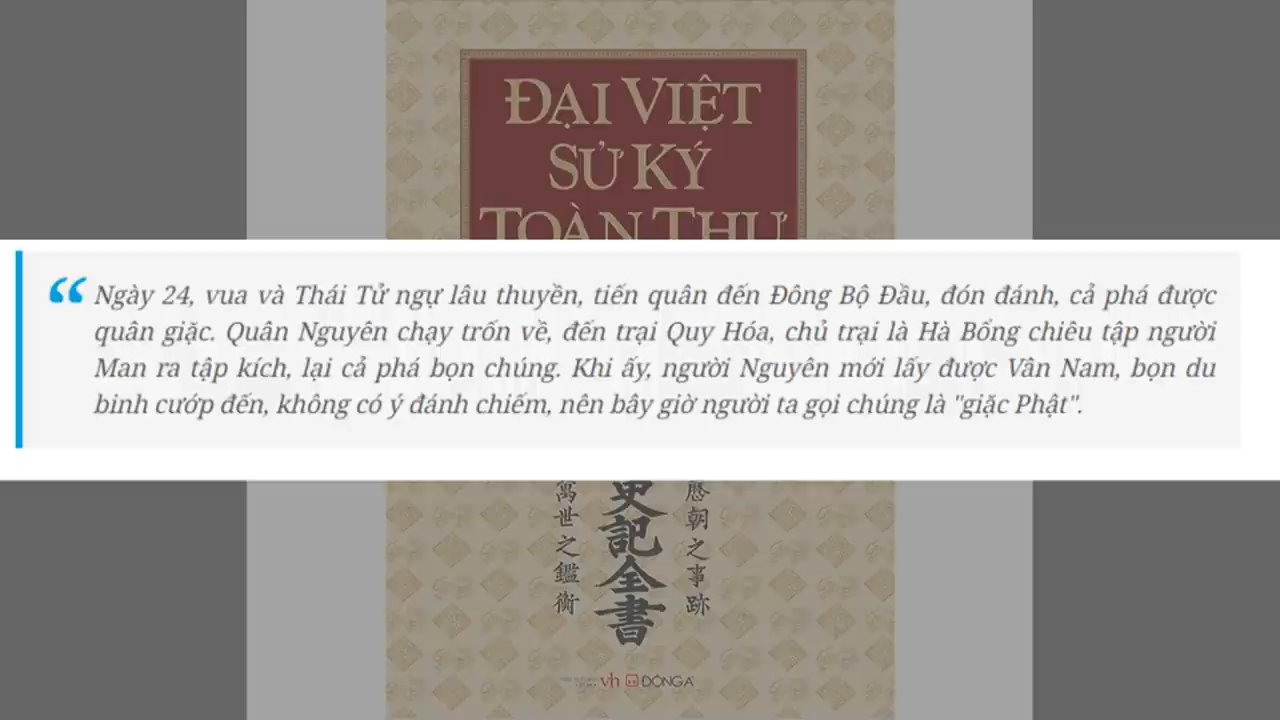 ĐẠI VIỆT
SỬ KÝ
TOÀN THƯ
“Ngày 24, vua và Thái Tử ngự lâu thuyền, tiến quân đến Đông Bộ Đầu, đón đánh, cả phá được
quân giặc. Quân Nguyên chạy trốn về, đến trại Quy Hóa, chủ trại là Hà Bổng chiêu tập người
Man ra tập kích, lại cả phá bọn chúng. Khi ấy, người Nguyên mới lấy được Vân Nam, bọn du
binh cướp đến, không có ý đánh chiếm, nên bây giờ người ta gọi chúng là "giặc Phật".
歷朝之事跡
史記全書
萬世之鑑衡
vh ĐÔNG A